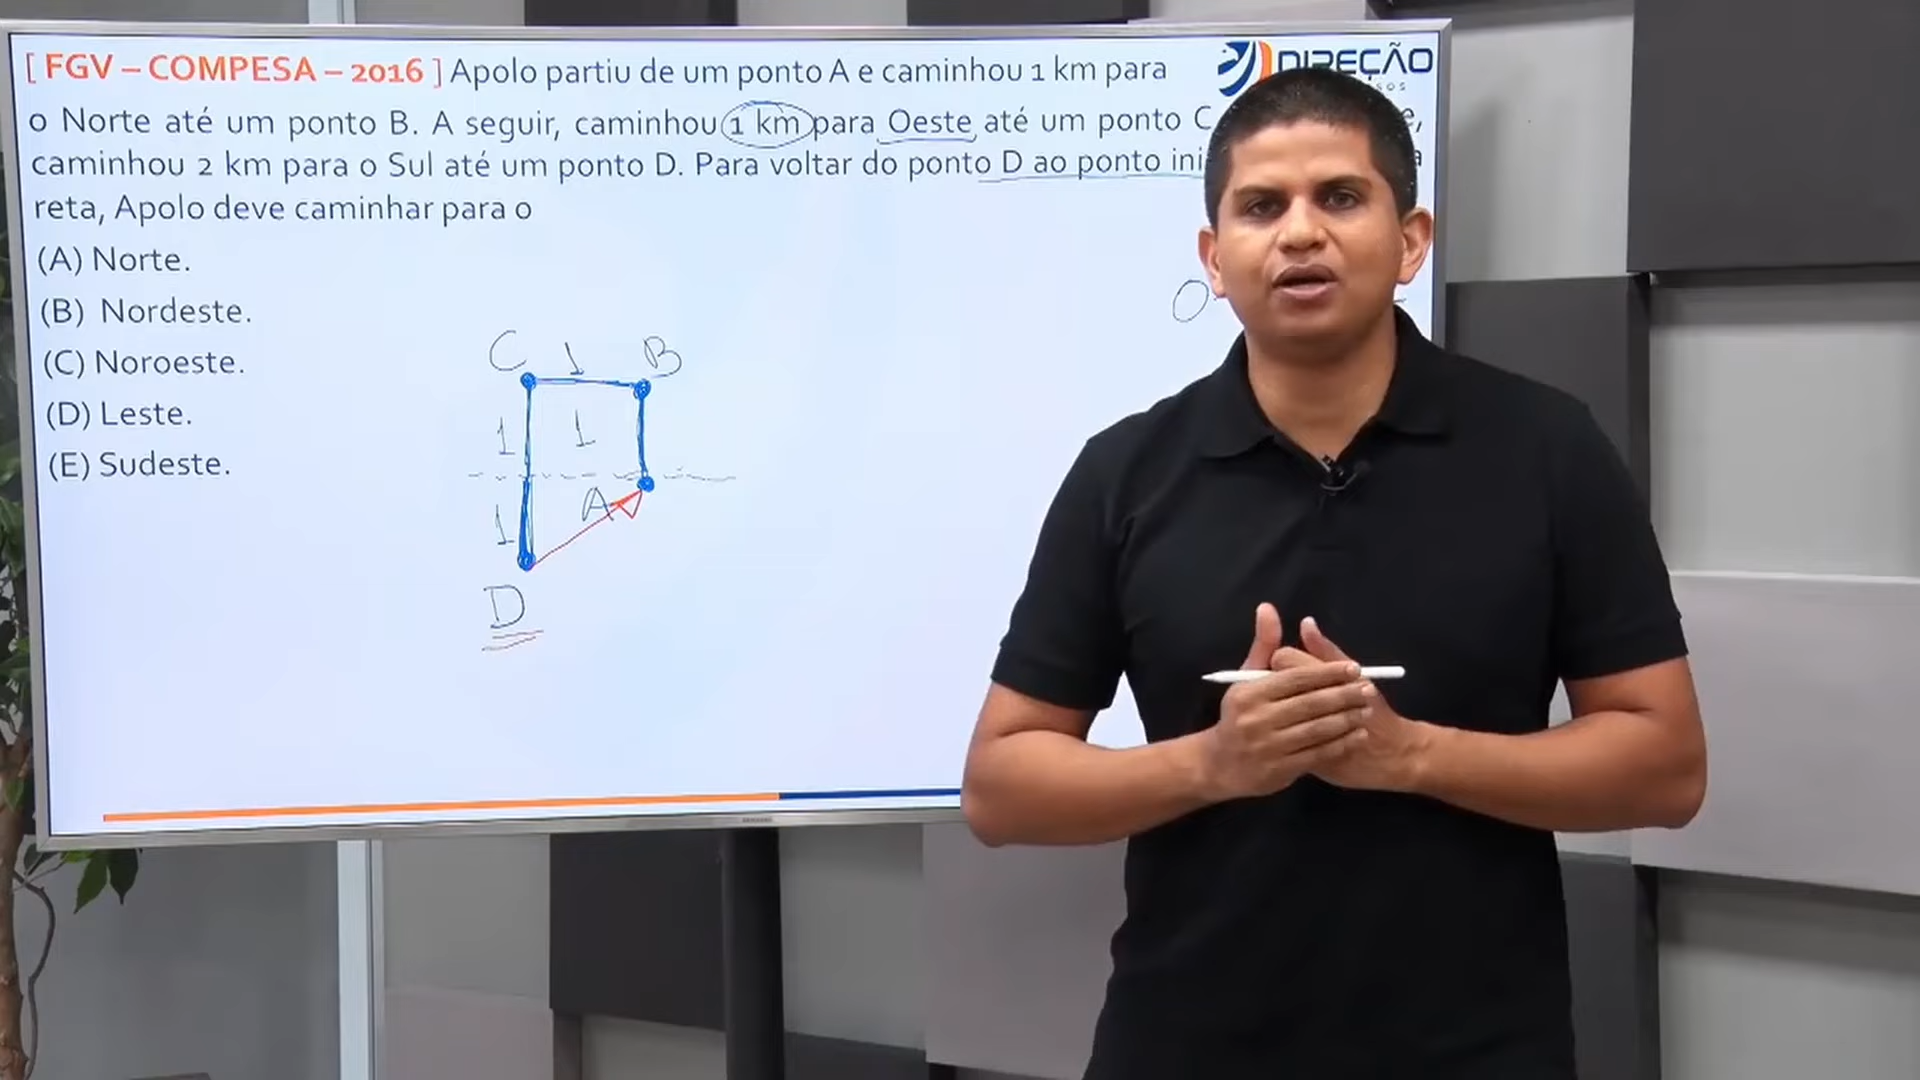 [ FGV – COMPESA – 2016 ] Apolo partiu de um ponto A e caminhou 1 km para
DIREÇÃO
o Norte até um ponto B. A seguir, caminhou 1 km para Oeste até um ponto C
caminhou 2 km para o Sul até um ponto D. Para voltar do ponto D ao ponto
reta, Apolo deve caminhar para o
(A) Norte.
(B) Nordeste.
(C) Noroeste.
(D) Leste.
(E) Sudeste.
O
C 1 B
1 1
A
1
D